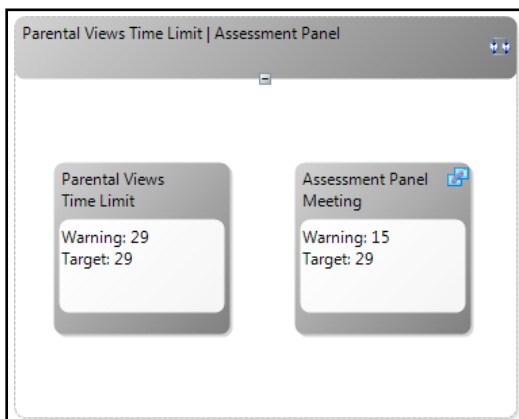 Parental Views Time Limit | Assessment Panel
Parental Views
Time Limit
Warning: 29
Target: 29
Assessment Panel
Meeting
Warning: 15
Target: 29